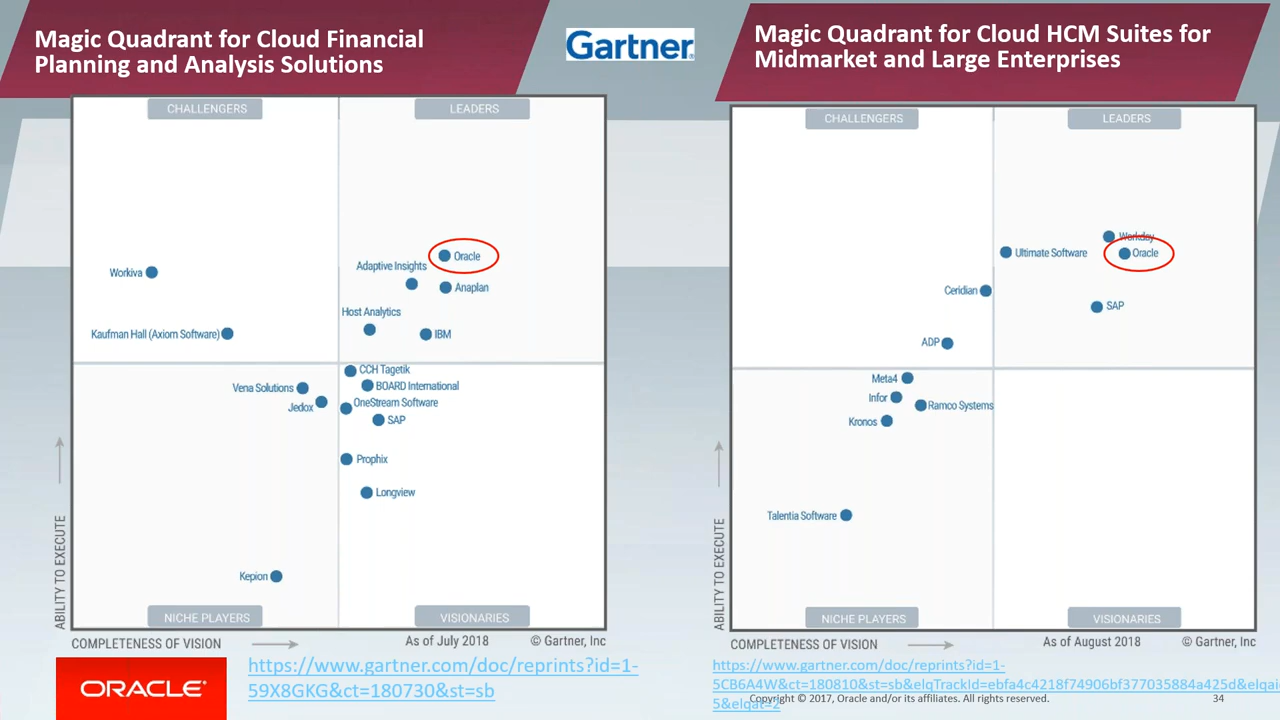 Magic Quadrant for Cloud Financial
Planning and Analysis Solutions
Gartner
Magic Quadrant for Cloud HCM Suites for
Midmarket and Large Enterprises
CHALLENGERS
LEADERS
Oracle
Adaptive Insights
Workiva
Anaplan
Host Analytics
Kaufman Hall (Axiom Software)
IBM
CCH Tagetik
BOARD International
Vena Solutions
Jedox
OneStream Software
SAP
Prophix
Longview
Kepion
NICHE PLAYERS
VISIONARIES
ABILITY TO EXECUTE
COMPLETENESS OF VISION
As of July 2018
© Gartner, Inc
CHALLENGERS
LEADERS
Workday
Ultimate Software
Oracle
Ceridian
SAP
ADP
Meta4
Infor
Ramco Systems
Kronos
Talentia Software
NICHE PLAYERS
VISIONARIES
ABILITY TO EXECUTE
COMPLETENESS OF VISION
As of August 2018
© Gartner, Inc
ORACLE
https://www.gartner.com/doc/reprints?id=1-
59X8GKG&ct=180730&st=sb
https://www.gartner.com/doc/reprints?id=1-
5CB6A4W&ct=180810&st=sb&elqTrackId=ebfa4c4218f74906bf377035884a425d&elqai
5&elqat=2
Copyright © 2017, Oracle and/or its affiliates. All rights reserved.
34